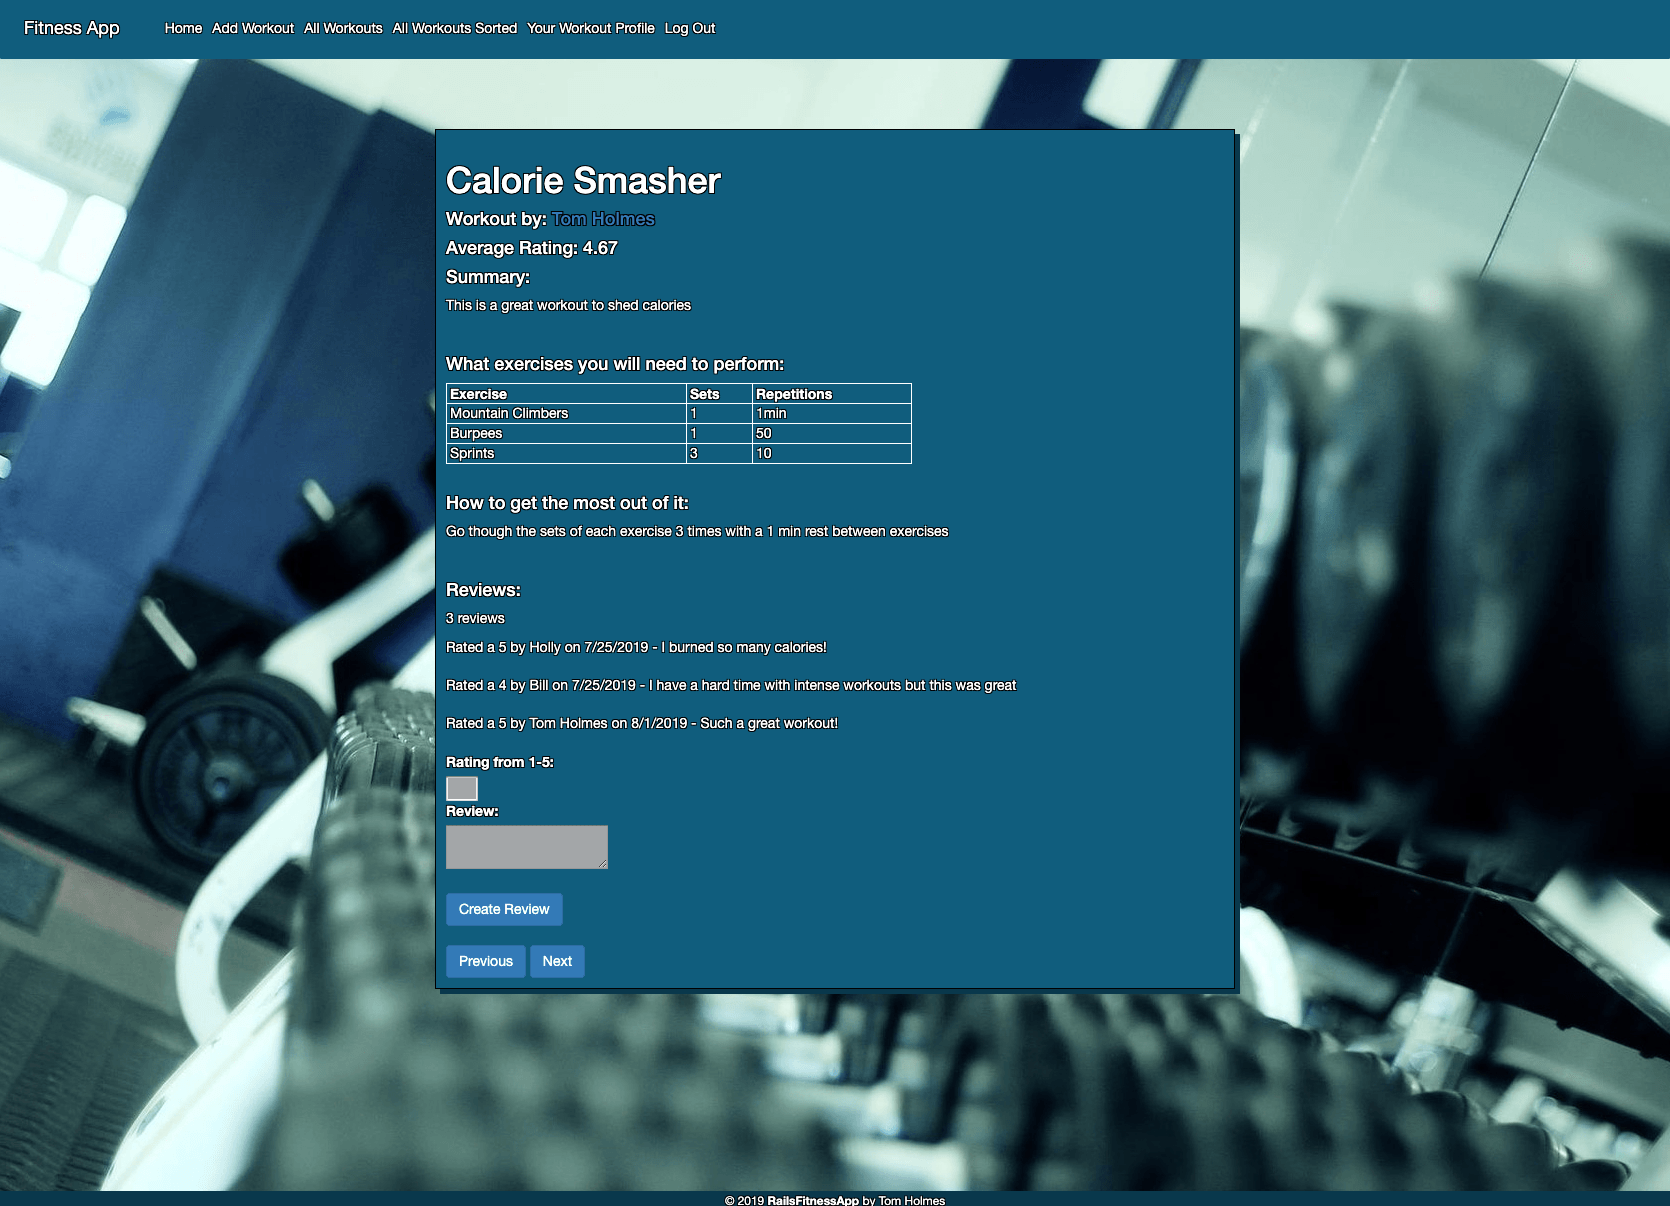 Fitness App Home Add Workout All Workouts All Workouts Sorted Your Workout Profile Log Out
Calorie Smasher
Workout by: Tom Holmes
Average Rating: 4.67
Summary:
This is a great workout to shed calories
What exercises you will need to perform:
Exercise Sets Repetitions
Mountain Climbers 1 1min
Burpees 1 50
Sprints 3 10
How to get the most out of it:
Go though the sets of each exercise 3 times with a 1 min rest between exercises
Reviews:
3 reviews
Rated a 5 by Holly on 7/25/2019 - I burned so many calories!
Rated a 4 by Bill on 7/25/2019 - I have a hard time with intense workouts but this was great
Rated a 5 by Tom Holmes on 8/1/2019 - Such a great workout!
Rating from 1-5:
Review:
Create Review
Previous Next
© 2019 RailsFitnessApp by Tom Holmes